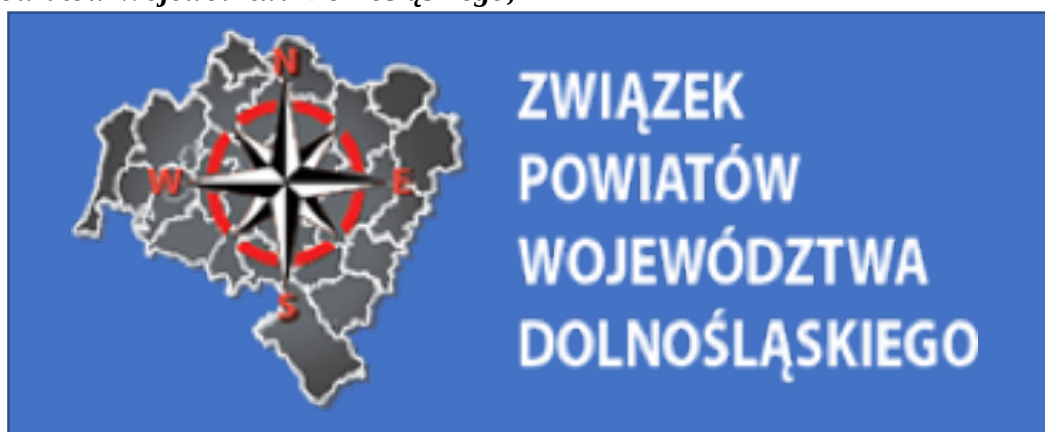 N
W
E
S
ZWIĄZEK
POWIATÓW
WOJEWÓDZTWA
DOLNOŚLĄSKIEGO